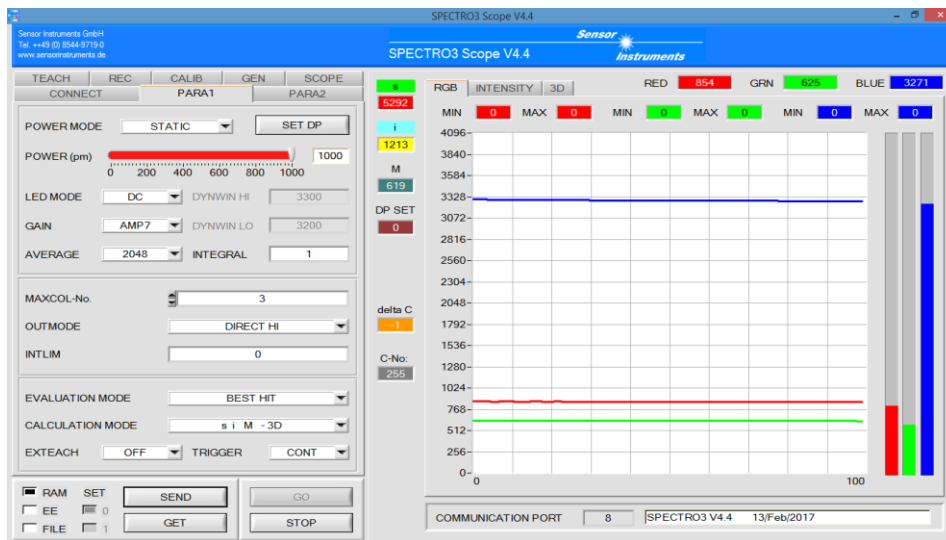 SPECTRO3 Scope V4.4
Sensor Instruments GmbH
Tel. ++49 (0) 8544-9719-0
www.sensorinstruments.de
SPECTRO3 Scope V4.4
Sensor
Instruments
TEACH REC CALIB GEN SCOPE
CONNECT PARA1 PARA2
POWER MODE STATIC SET DP
POWER (pm) 1000
0 200 400 600 800 1000
LED MODE DC DYNWIN HI 3300
GAIN AMP7 DYNWIN LO 3200
AVERAGE 2048 INTEGRAL 1
MAXCOL-No. 3
OUTMODE DIRECT HI
INTLIM 0
EVALUATION MODE BEST HIT
CALCULATION MODE s i M - 3D
EXTEACH OFF TRIGGER CONT
RAM SET SEND GO
EE 0
FILE 1 GET STOP
s
5292
i
1213
M
619
DP SET
0
delta C
-1
C-No:
255
RGB INTENSITY 3D RED 854 GRN 625 BLUE 3271
MIN 0 MAX 0 MIN 0 MAX 0 MIN 0 MAX 0
4096
3840
3584
3328
3072
2816
2560
2304
2048
1792
1536
1280
1024
768
512
256
0
0 100
COMMUNICATION PORT 8 SPECTRO3 V4.4 13/Feb/2017